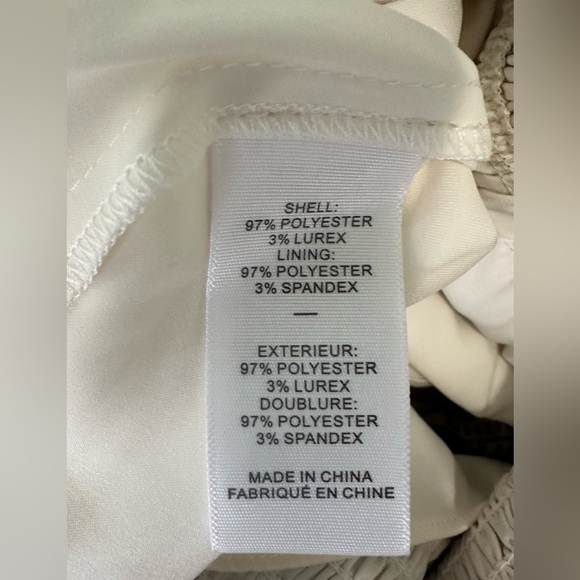 SHELL:
97% POLYESTER
3% LUREX
LINING:
97% POLYESTER
3% SPANDEX
—
EXTERIEUR:
97% POLYESTER
3% LUREX
DOUBLURE:
97% POLYESTER
3% SPANDEX
MADE IN CHINA
FABRIQUÉ EN CHINE